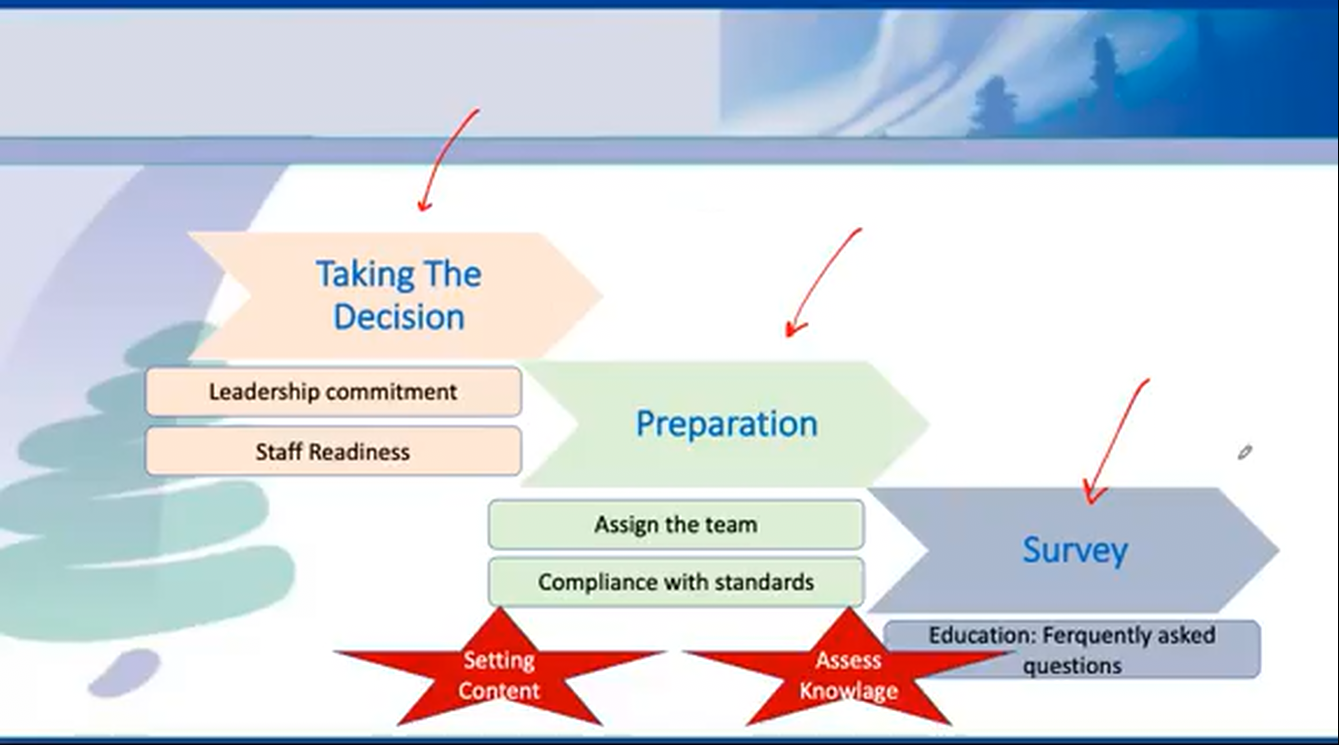 Taking The
Decision
Leadership commitment
Staff Readiness
Preparation
Assign the team
Compliance with standards
Survey
Education: Ferquently asked
questions
Setting
Content
Assess
Knowlage